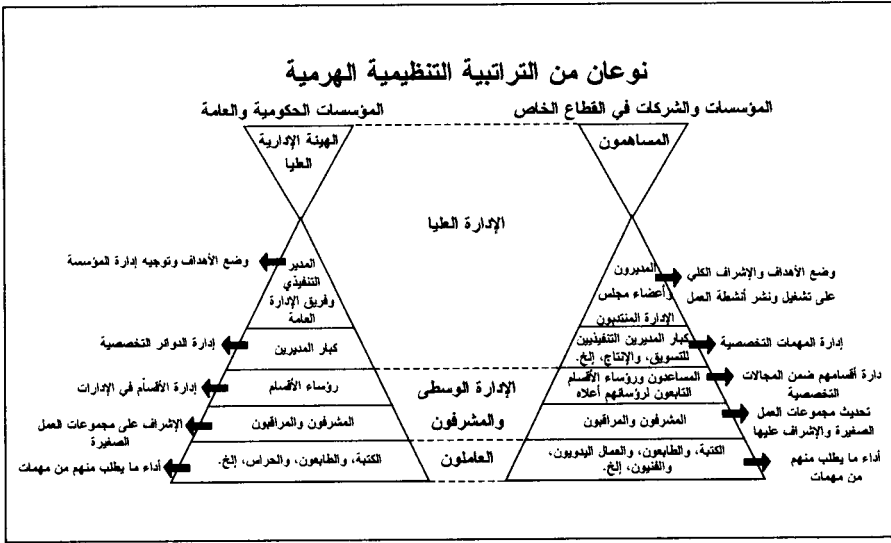 نوعان من التراتبية التنظيمية الهرمية
المؤسسات والشركات في القطاع الخاص
المؤسسات الحكومية والعامة
المساهمون
الهيئة الإدارية
العليا
الإدارة العليا
المديرون
وأعضاء مجلس
الإدارة المنتدبون
وضع الأهداف والإشراف الكلي
على تشغيل ونشر أنشطة العمل
المدير
التنفيذي
وفريق الإدارة
العامة
وضع الأهداف وتوجيه إدارة المؤسسة
كبار المديرين التنفيذيين
للتسويق، والإنتاج، إلخ.
إدارة المهمات التخصصية
كبار المديرين
إدارة الدوائر التخصصية
الإدارة الوسطى
والمشرفون
المساعدون ورؤساء الأقسام
التابعون لرؤسائهم أعلاه
دارة أقسامهم ضمن المجالات
التخصصية
رؤساء الأقسام
إدارة الأقسام في الإدارات
المشرفون والمراقبون
تحديث مجموعات العمل
الصغيرة والإشراف عليها
المشرفون والمراقبون
الإشراف على مجموعات العمل
الصغيرة
العاملون
الكتبة، والطابعون، والعمال اليدويون،
والفنيون، إلخ.
أداء ما يطلب منهم
من مهمات
الكتبة، والطابعون، والحراس، إلخ.
أداء ما يطلب منهم من مهمات